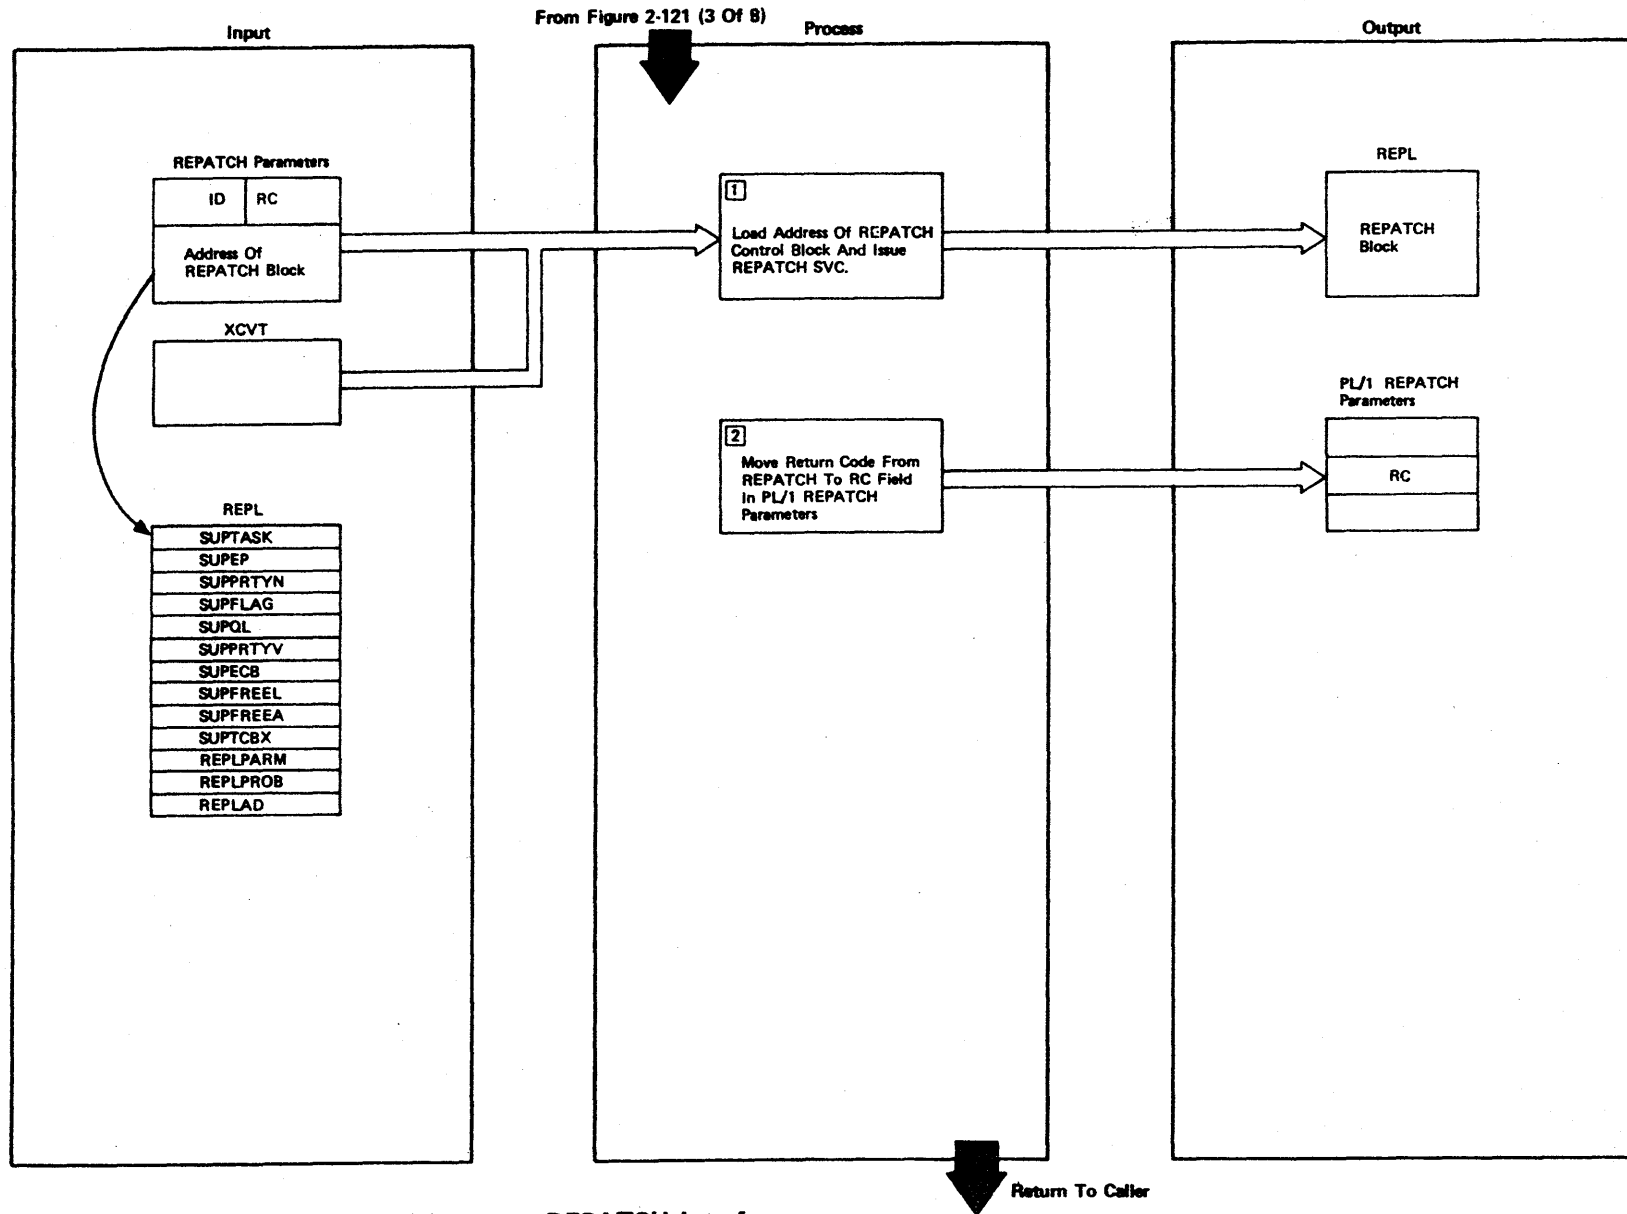 From Figure 2-121 (3 Of 8)
Input
Process
Output
REPATCH Parameters
ID RC
Address Of
REPATCH Block
XCVT
REPL
SUPTASK
SUPEP
SUPPRTYN
SUPFLAG
SUPQL
SUPPRTYV
SUPECB
SUPFREEL
SUPFREEA
SUPTCBX
REPLPARM
REPLPROB
REPLAD
1
Load Address Of REPATCH
Control Block And Issue
REPATCH SVC.
2
Move Return Code From
REPATCH To RC Field
In PL/1 REPATCH
Parameters
REPL
REPATCH
Block
PL/1 REPATCH
Parameters
RC
Return To Caller